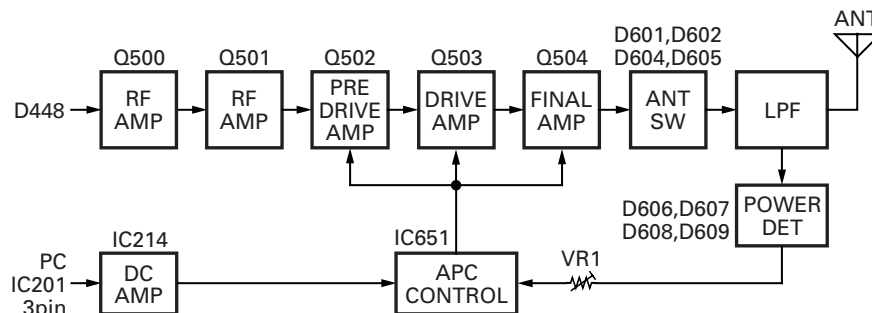 ANT
D601,D602
D604,D605
Q500
Q501
Q502
Q503
Q504
D448
RF
AMP
RF
AMP
PRE
DRIVE
AMP
DRIVE
AMP
FINAL
AMP
ANT
SW
LPF
D606,D607
D608,D609
POWER
DET
IC214
IC651
VR1
PC
IC201
3pin
DC
AMP
APC
CONTROL